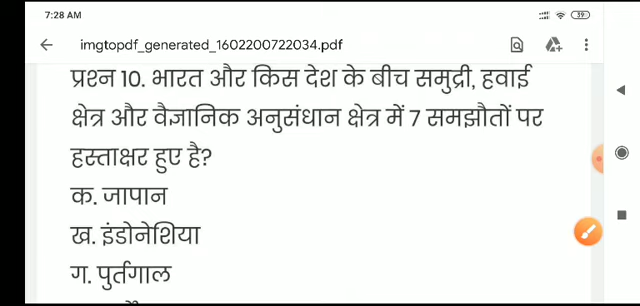 7:28 AM
39
imgtopdf_generated_1602200722034.pdf
प्रश्न 10. भारत और किस देश के बीच समुद्री, हवाई
क्षेत्र और वैज्ञानिक अनुसंधान क्षेत्र में 7 समझौतों पर
हस्ताक्षर हुए है?
क. जापान
ख. इंडोनेशिया
ग. पुर्तगाल